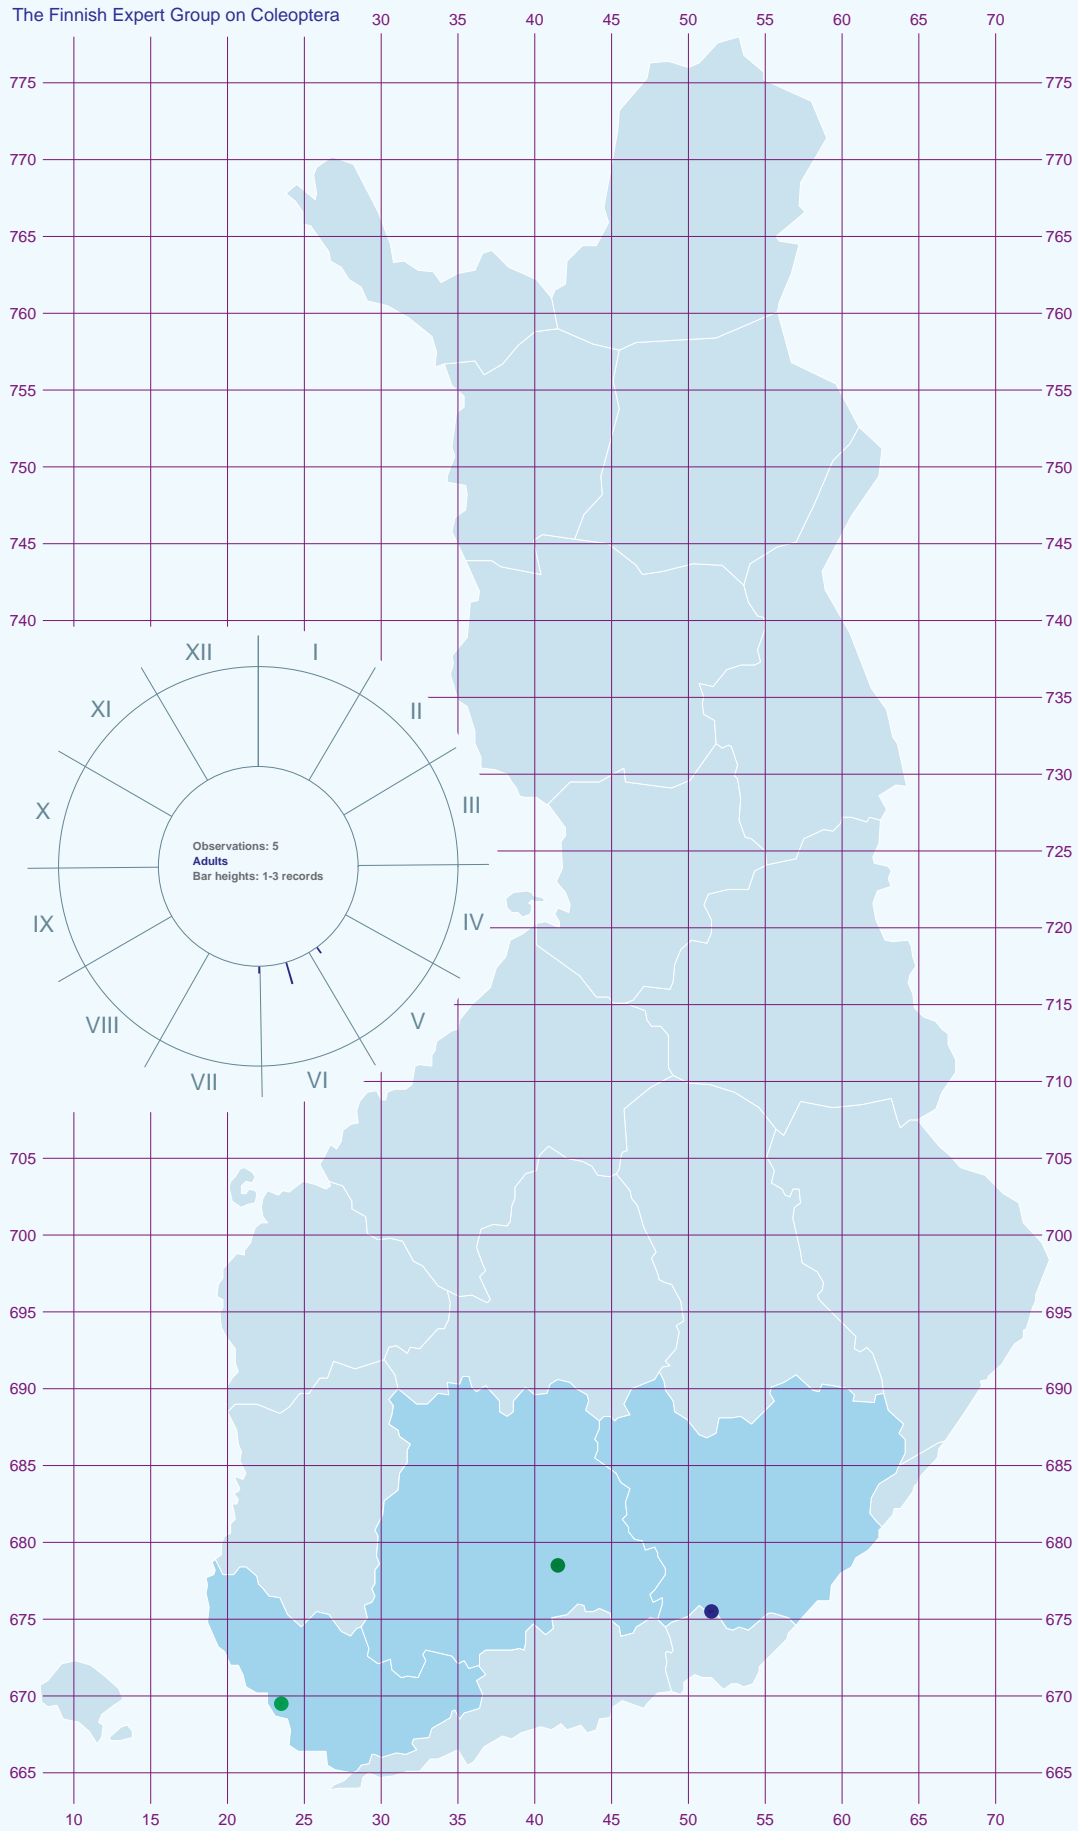 The Finnish Expert Group on Coleoptera 30 35 40 45 50 55 60 65 70
775 775
770 770
765 765
760 760
755 755
750 750
745 745
740 740
XII I
XI II
735
730
X III
725
Observations: 5
Adults
Bar heights: 1-3 records
IX IV
720
715
VIII V
VII VI
710
705 705
700 700
695 695
690 690
685 685
680 680
675 675
670 670
665 665
10 15 20 25 30 35 40 45 50 55 60 65 70